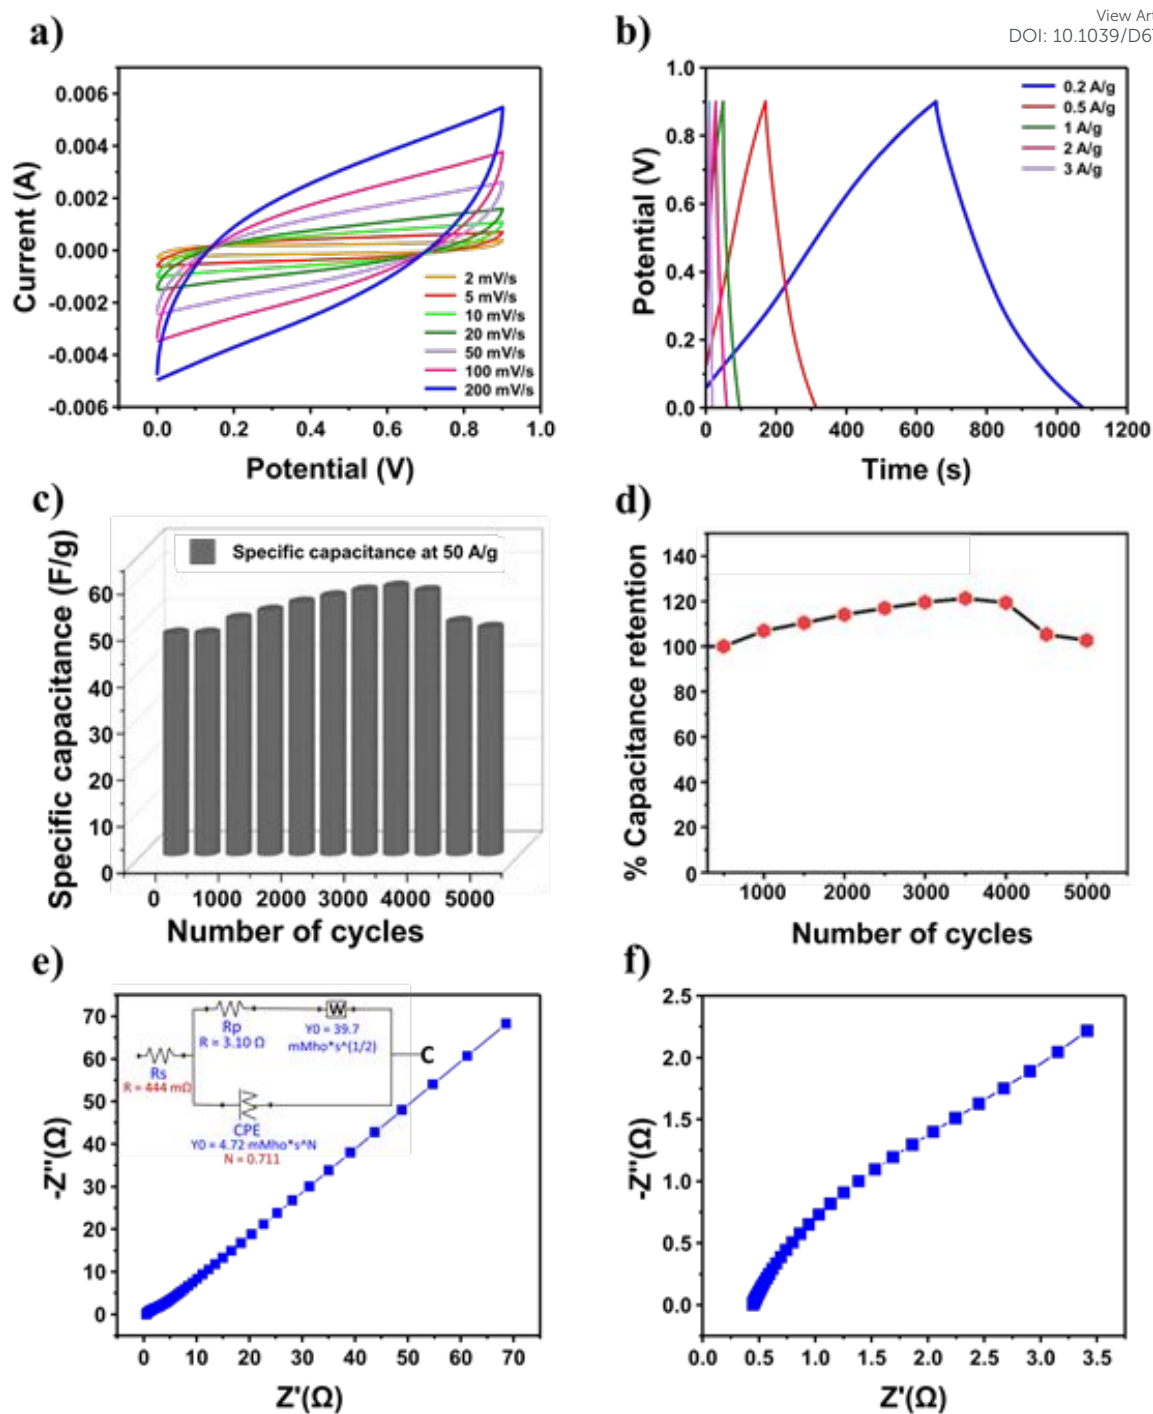 View Art
DOI: 10.1039/D6
a)
0.006
0.004
0.002
0.000
-0.002
-0.004
-0.006
Current (A)
2 mV/s
5 mV/s
10 mV/s
20 mV/s
50 mV/s
100 mV/s
200 mV/s
0.0 0.2 0.4 0.6 0.8 1.0
Potential (V)
b)
1.0
0.8
0.6
0.4
0.2
0.0
Potential (V)
0.2 A/g
0.5 A/g
1 A/g
2 A/g
3 A/g
0 200 400 600 800 1000 1200
Time (s)
c)
Specific capacitance (F/g)
Specific capacitance at 50 A/g
60
50
40
30
20
10
0
0 1000 2000 3000 4000 5000
Number of cycles
d)
% Capacitance retention
140
120
100
80
60
40
20
0
1000 2000 3000 4000 5000
Number of cycles
e)
-Z''(Ω)
70
60
50
40
30
20
10
0
Rp
R = 3.10 Ω
W
Y0 = 39.7
mMho*s^(1/2)
Rs
R = 444 mΩ
C
CPE
Y0 = 4.72 mMho*s^N
N = 0.711
0 10 20 30 40 50 60 70
Z'(Ω)
f)
-Z''(Ω)
2.5
2.0
1.5
1.0
0.5
0.0
0.0 0.5 1.0 1.5 2.0 2.5 3.0 3.5
Z'(Ω)